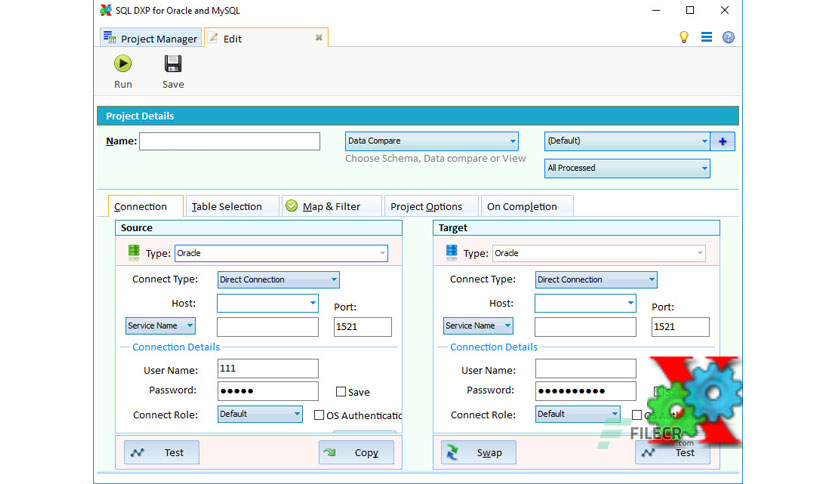 SQL DXP for Oracle and MySQL
Project Manager
Edit
Run
Save
Project Details
Name:
Data Compare
(Default)
Choose Schema, Data compare or View
All Processed
Connection
Table Selection
Map & Filter
Project Options
On Completion
Source
Type:
Oracle
Connect Type:
Direct Connection
Host:
Port:
Service Name
1521
Connection Details
User Name:
111
Password:
●●●●●
Save
Connect Role:
Default
OS Authenticatio
Test
Copy
Target
Type:
Oracle
Connect Type:
Direct Connection
Host:
Port:
Service Name
1521
Connection Details
User Name:
Password:
●●●●●●●●●●
Connect Role:
Default
Swap
Test
FILECR
.com